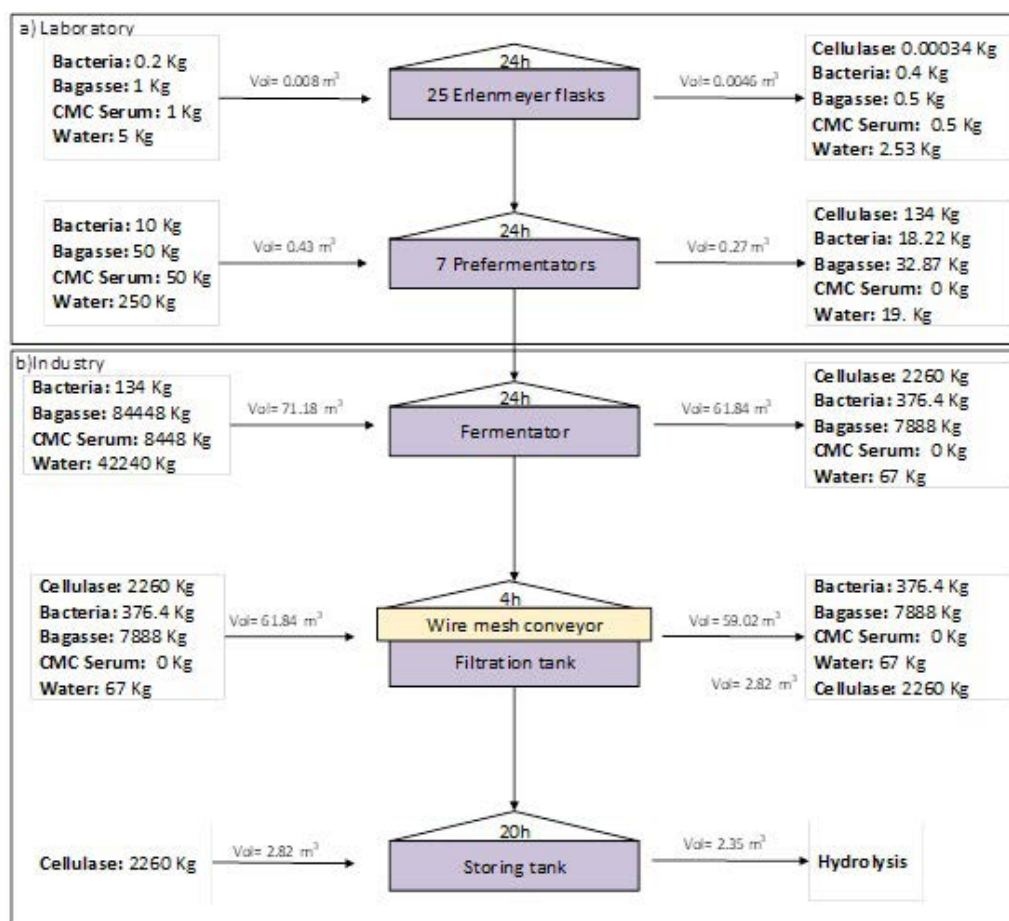 a) Laboratory
Bacteria: 0.2 Kg
Bagasse: 1 Kg
CMC Serum: 1 Kg
Water: 5 Kg
Vol= 0.008 m³
24h
25 Erlenmeyer flasks
Vol= 0.0046 m³
Cellulase: 0.00034 Kg
Bacteria: 0.4 Kg
Bagasse: 0.5 Kg
CMC Serum: 0.5 Kg
Water: 2.53 Kg
Bacteria: 10 Kg
Bagasse: 50 Kg
CMC Serum: 50 Kg
Water: 250 Kg
Vol= 0.43 m³
24h
7 Prefermentators
Vol= 0.27 m³
Cellulase: 134 Kg
Bacteria: 18.22 Kg
Bagasse: 32.87 Kg
CMC Serum: 0 Kg
Water: 19. Kg
b)Industry
Bacteria: 134 Kg
Bagasse: 84448 Kg
CMC Serum: 8448 Kg
Water: 42240 Kg
Vol= 71.18 m³
24h
Fermentator
Vol= 61.84 m³
Cellulase: 2260 Kg
Bacteria: 376.4 Kg
Bagasse: 7888 Kg
CMC Serum: 0 Kg
Water: 67 Kg
Cellulase: 2260 Kg
Bacteria: 376.4 Kg
Bagasse: 7888 Kg
CMC Serum: 0 Kg
Water: 67 Kg
Vol= 61.84 m³
4h
Wire mesh conveyor
Filtration tank
Vol= 59.02 m³
Vol= 2.82 m³
Bacteria: 376.4 Kg
Bagasse: 7888 Kg
CMC Serum: 0 Kg
Water: 67 Kg
Cellulase: 2260 Kg
Cellulase: 2260 Kg
Vol= 2.82 m³
20h
Storing tank
Vol= 2.35 m³
Hydrolysis